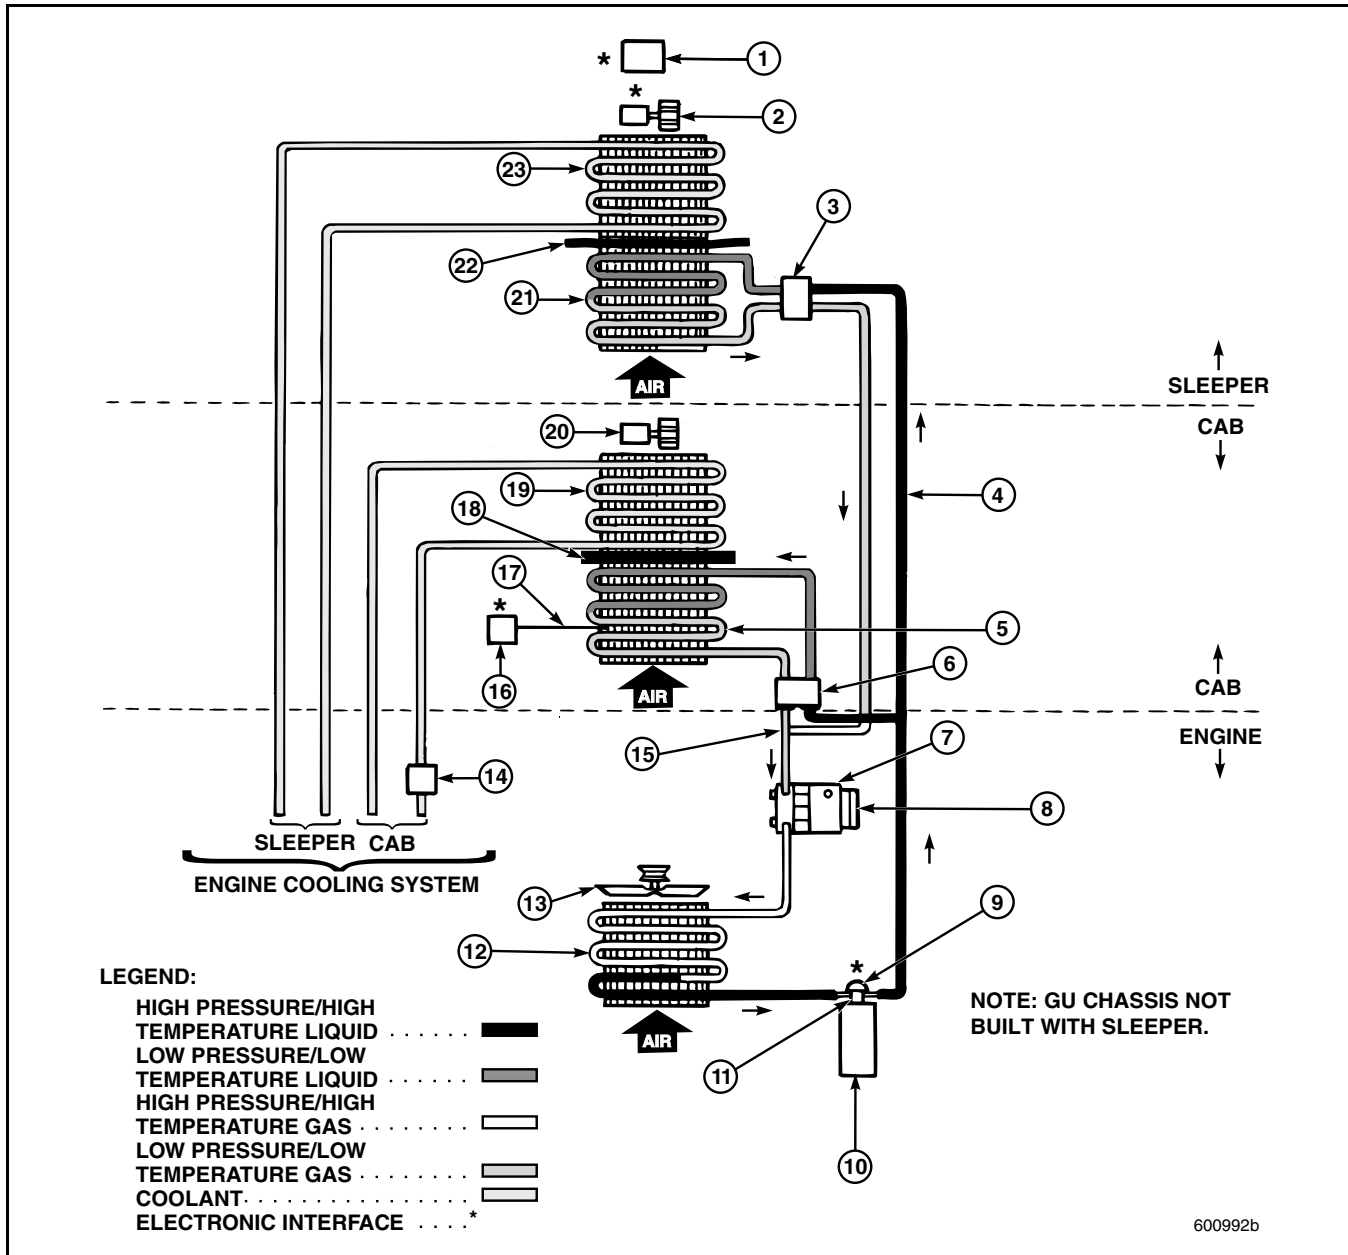 *
1
*
2
23
3
22
21
AIR
SLEEPER
CAB
20
19
4
18
17
*
5
16
6
AIR
CAB
15
7
ENGINE
14
8
SLEEPER CAB
ENGINE COOLING SYSTEM
13
9
12
*
LEGEND:
HIGH PRESSURE/HIGH
TEMPERATURE LIQUID . . . . . .
LOW PRESSURE/LOW
TEMPERATURE LIQUID . . . . . .
HIGH PRESSURE/HIGH
TEMPERATURE GAS . . . . . . . .
LOW PRESSURE/LOW
TEMPERATURE GAS . . . . . . . .
COOLANT. . . . . . . . . . . . . . . .
ELECTRONIC INTERFACE . . . . *
AIR
11
10
NOTE: GU CHASSIS NOT
BUILT WITH SLEEPER.
600992b